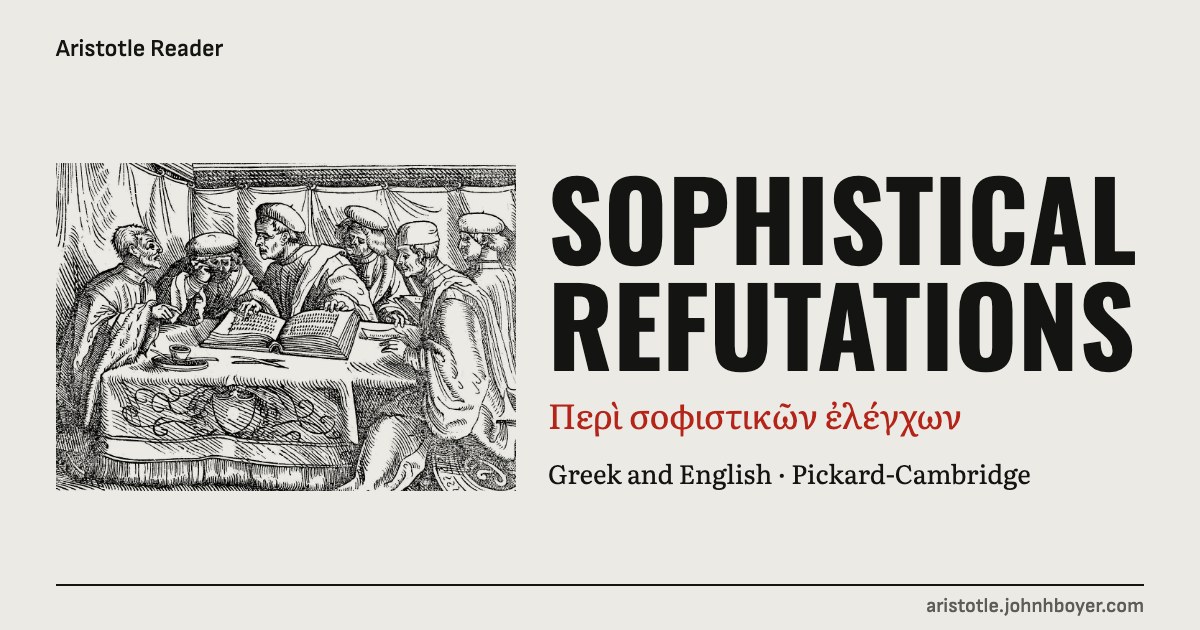 Aristotle Reader
SOPHISTICAL
REFUTATIONS
Περὶ σοφιστικῶν ἐλέγχων
Greek and English · Pickard-Cambridge
aristotle.johnhboyer.com